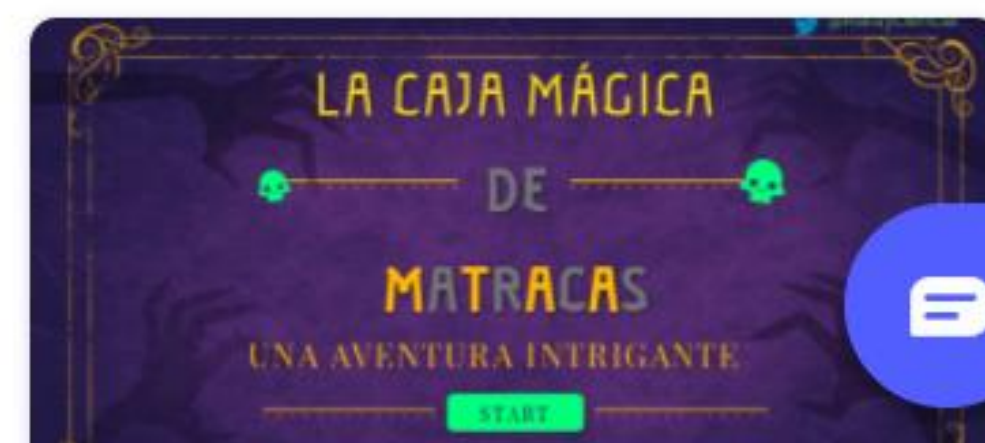 LA CAJA MÁGICA
DE
MATRACAS
UNA AVENTURA INTRIGANTE
START